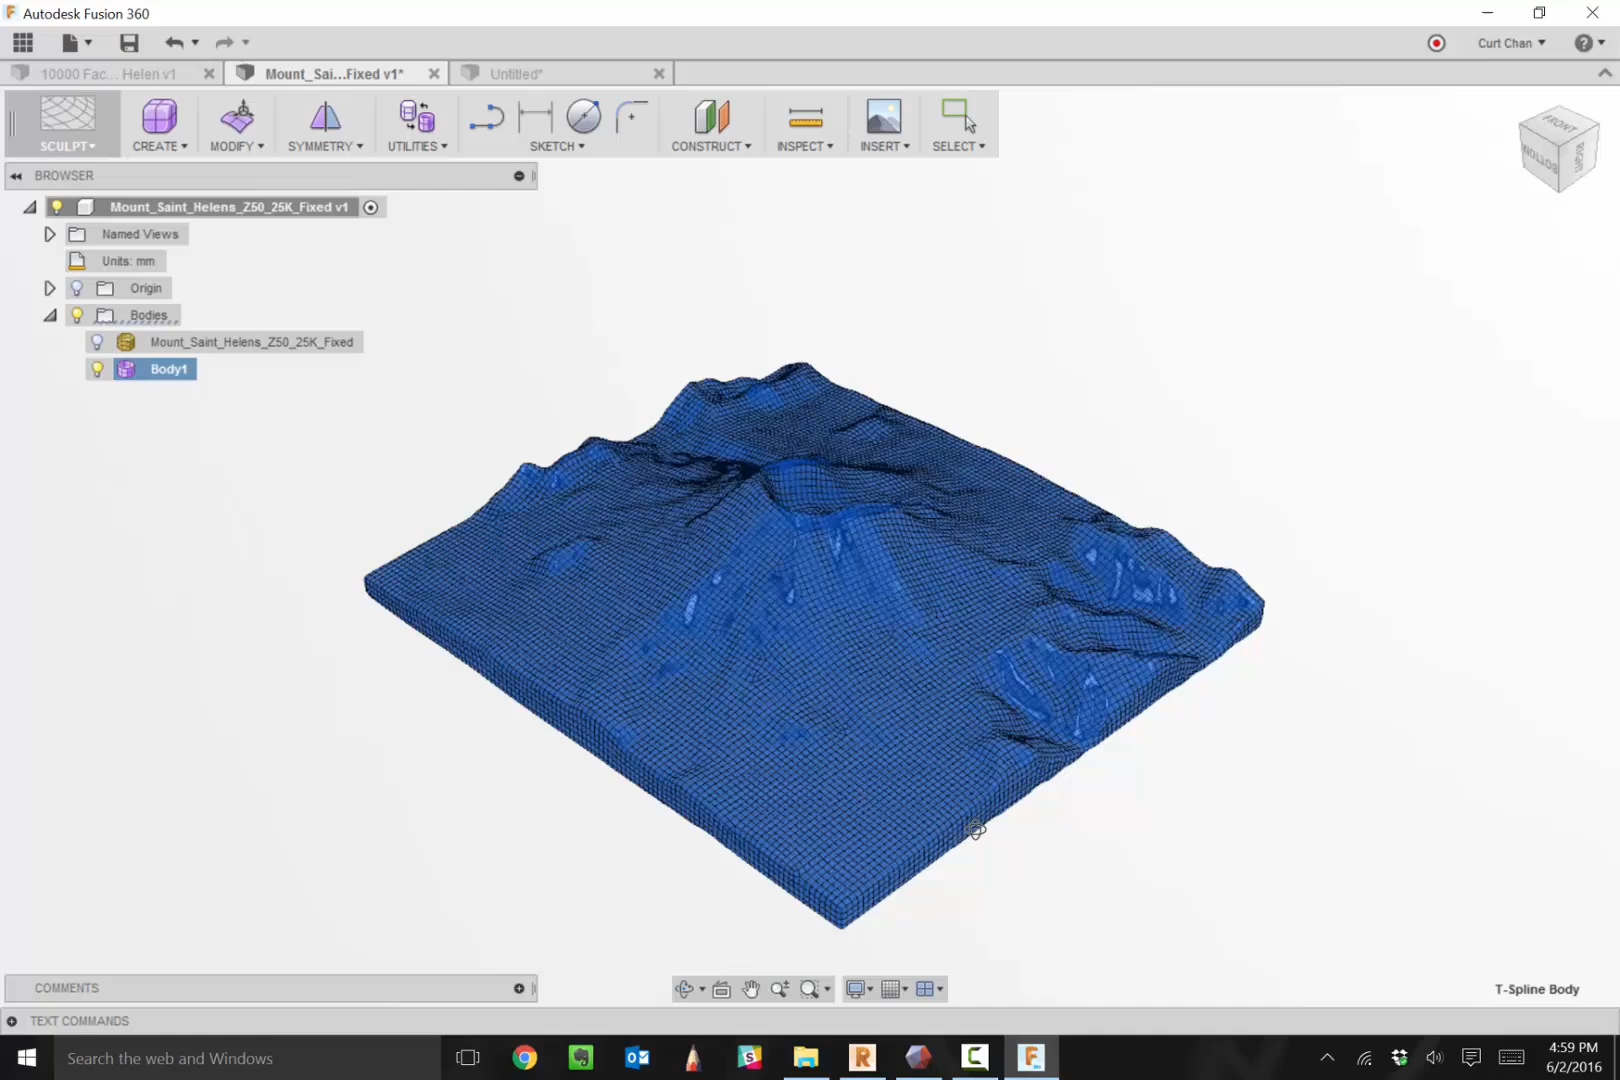 Autodesk Fusion 360
Curt Chan
10000 Fac... Helen v1
Mount_Sai...Fixed v1*
Untitled*
SCULPT
CREATE
MODIFY
SYMMETRY
UTILITIES
SKETCH
CONSTRUCT
INSPECT
INSERT
SELECT
FRONT
RIGHT
BOTTOM
BROWSER
Mount_Saint_Helens_Z50_25K_Fixed v1
Named Views
Units: mm
Origin
Bodies
Mount_Saint_Helens_Z50_25K_Fixed
Body1
COMMENTS
T-Spline Body
TEXT COMMANDS
Search the web and Windows
4:59 PM
6/2/2016